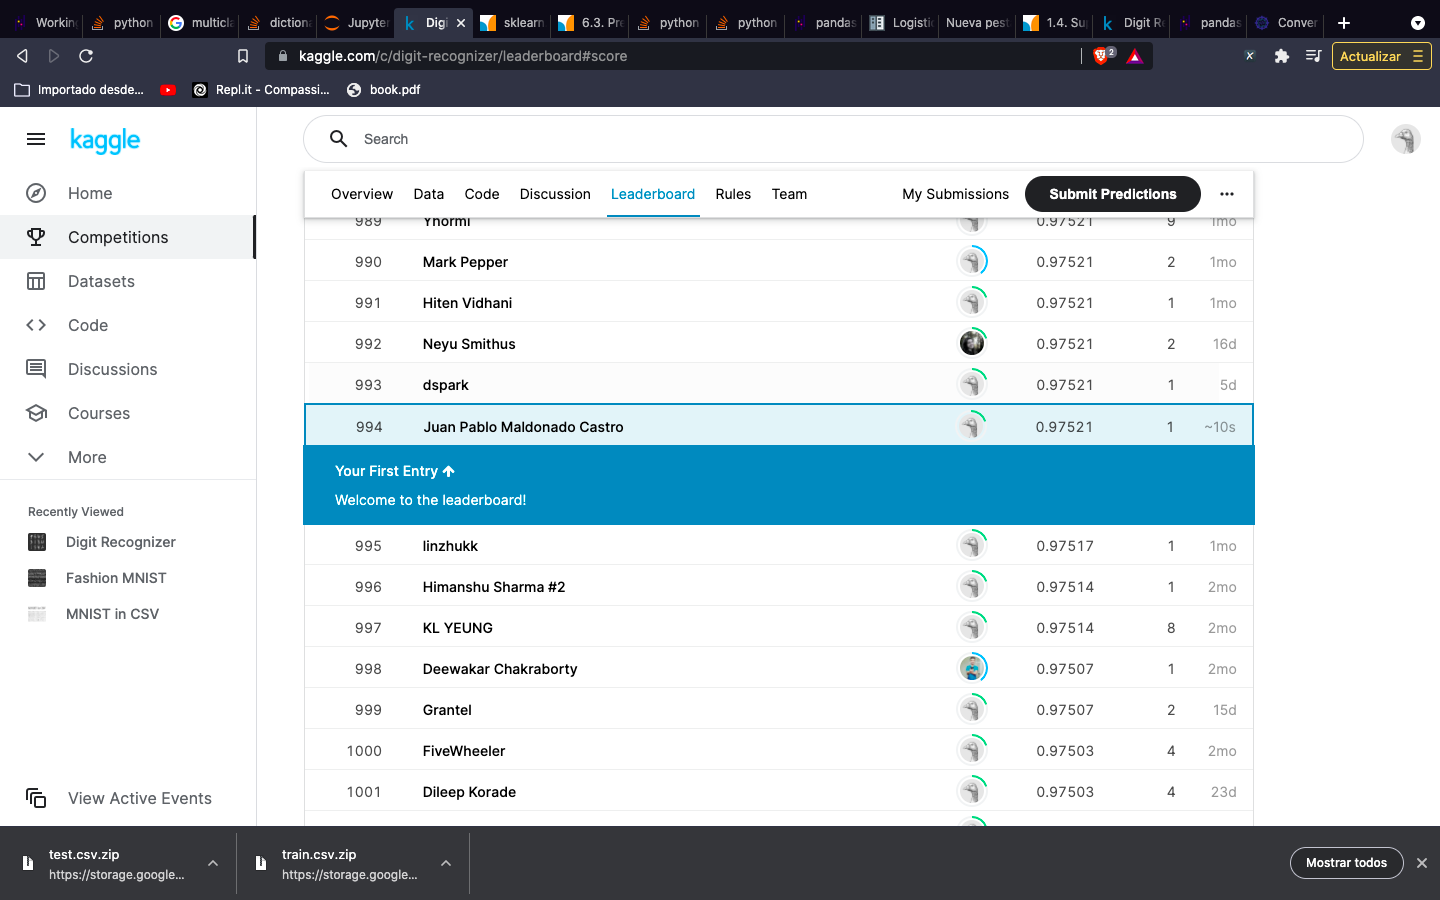 Working
python
multicla
dictiona
Jupyter
Digi
sklearn
6.3. Pre
python
python
pandas
Logisti
Nueva pest
1.4. Sup
Digit Re
pandas
Conver
kaggle.com/c/digit-recognizer/leaderboard#score
2
Actualizar
Importado desde...
Repl.it - Compassi...
book.pdf
kaggle
Search
Home
Competitions
Datasets
Code
Discussions
Courses
More
Recently Viewed
Digit Recognizer
Fashion MNIST
MNIST in CSV
View Active Events
Overview Data Code Discussion Leaderboard Rules Team My Submissions Submit Predictions
989 Yhormi 0.97521 9 1mo
990 Mark Pepper 0.97521 2 1mo
991 Hiten Vidhani 0.97521 1 1mo
992 Neyu Smithus 0.97521 2 16d
993 dspark 0.97521 1 5d
994 Juan Pablo Maldonado Castro 0.97521 1 ~10s
Your First Entry
Welcome to the leaderboard!
995 linzhukk 0.97517 1 1mo
996 Himanshu Sharma #2 0.97514 1 2mo
997 KL YEUNG 0.97514 8 2mo
998 Deewakar Chakraborty 0.97507 1 2mo
999 Grantel 0.97507 2 15d
1000 FiveWheeler 0.97503 4 2mo
1001 Dileep Korade 0.97503 4 23d
test.csv.zip
https://storage.google...
train.csv.zip
https://storage.google...
Mostrar todos